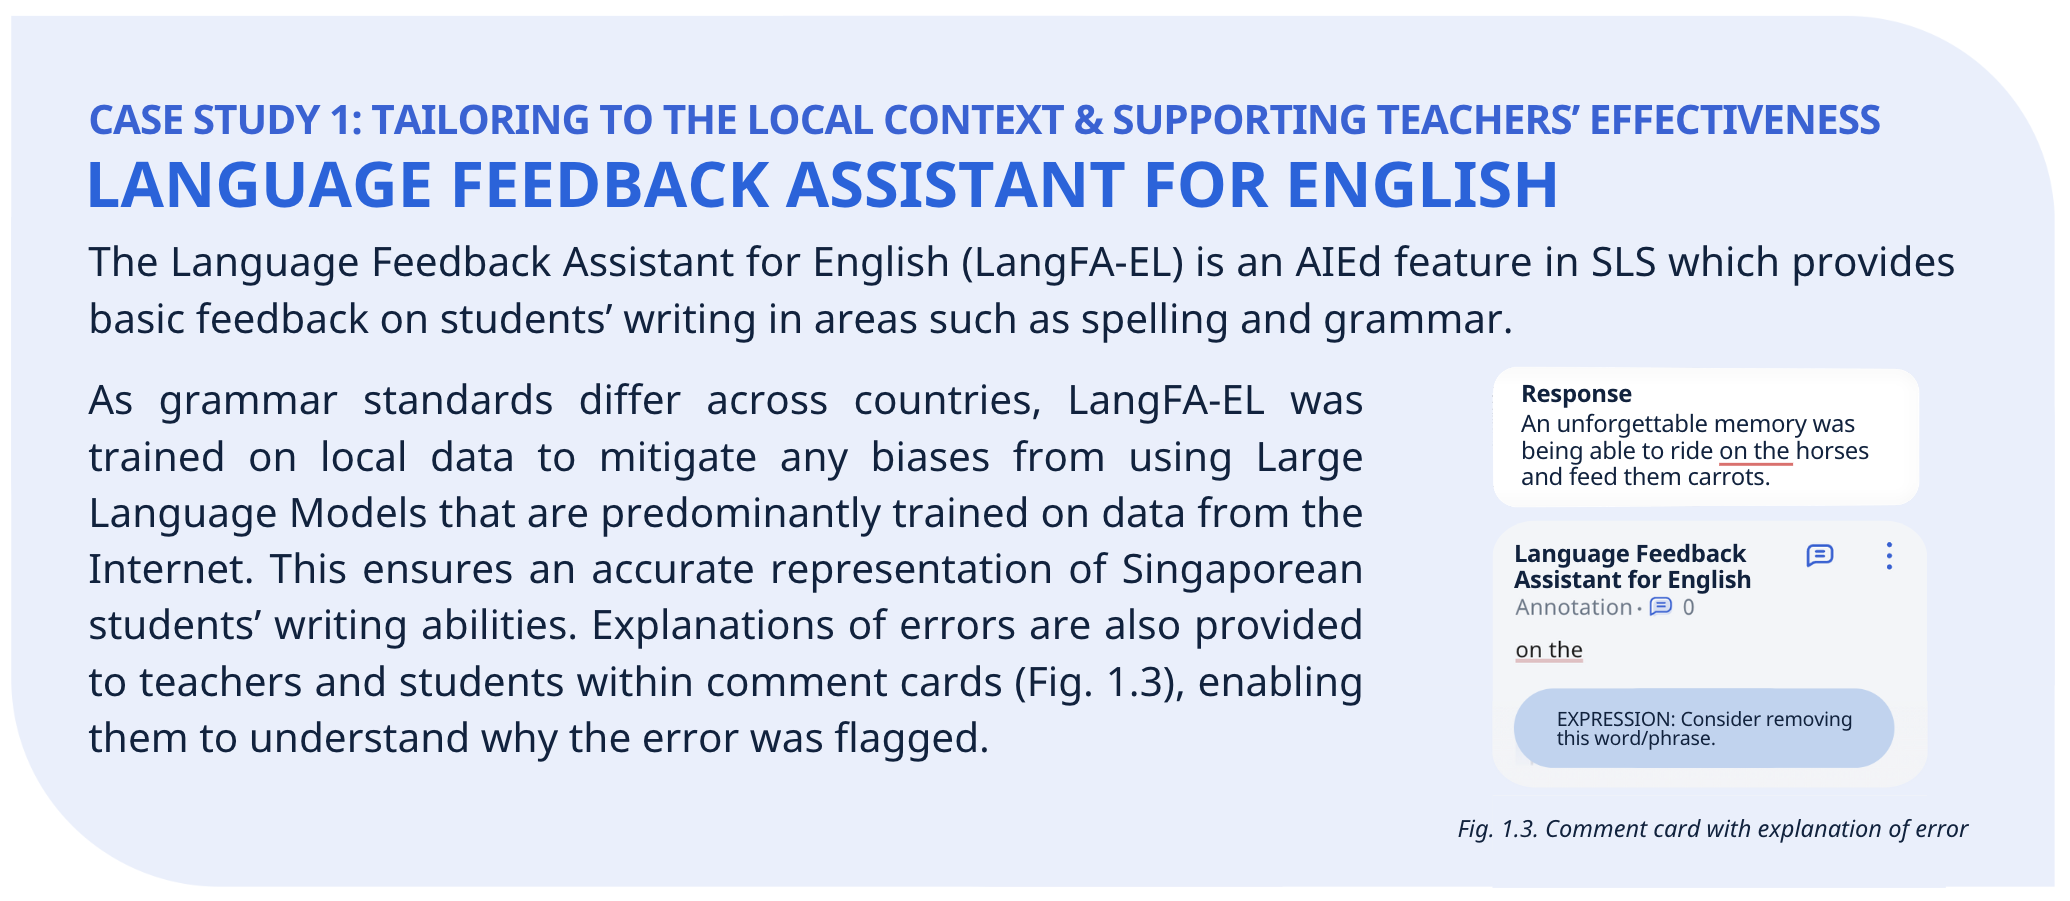 CASE STUDY 1: TAILORING TO THE LOCAL CONTEXT & SUPPORTING TEACHERS’ EFFECTIVENESS
LANGUAGE FEEDBACK ASSISTANT FOR ENGLISH
The Language Feedback Assistant for English (LangFA-EL) is an AIEd feature in SLS which provides
basic feedback on students’ writing in areas such as spelling and grammar.
As grammar standards differ across countries, LangFA-EL was
trained on local data to mitigate any biases from using Large
Language Models that are predominantly trained on data from the
Internet. This ensures an accurate representation of Singaporean
students’ writing abilities. Explanations of errors are also provided
to teachers and students within comment cards (Fig. 1.3), enabling
them to understand why the error was flagged.
Response
An unforgettable memory was
being able to ride on the horses
and feed them carrots.
Language Feedback
Assistant for English
Annotation · 0
on the
EXPRESSION: Consider removing
this word/phrase.
Fig. 1.3. Comment card with explanation of error